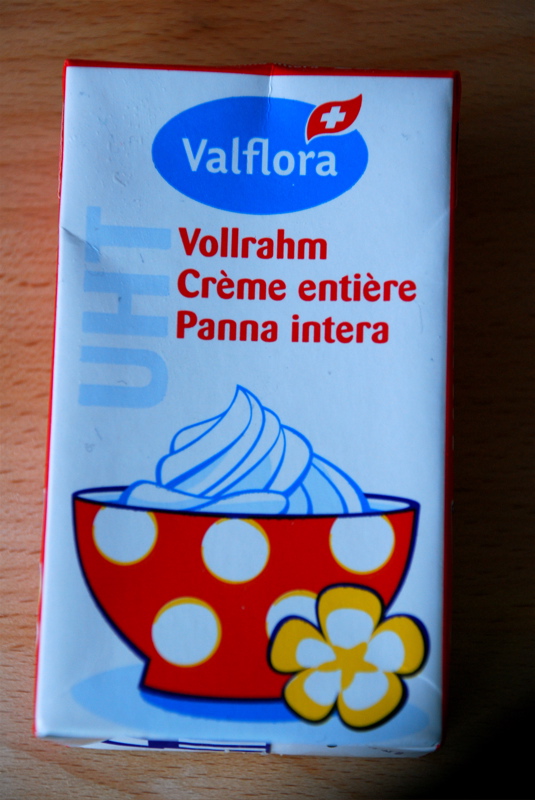 Valflora
Vollrahm
Crème entière
Panna intera
UHT